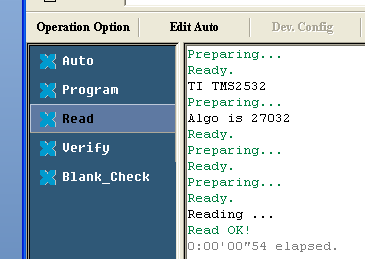 Operation Option Edit Auto Dev. Config
Auto
Program
Read
Verify
Blank_Check
Preparing...
Ready.
TI TMS2532
Preparing...
Algo is 27032
Ready.
Preparing...
Ready.
Preparing...
Ready.
Reading ...
Read OK!
0:00'00"54 elapsed.